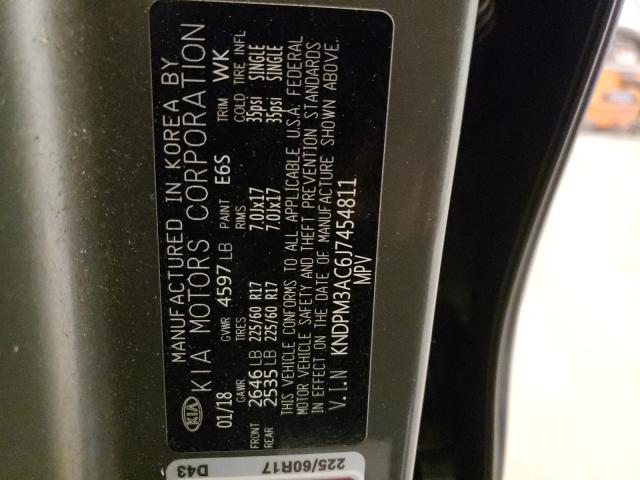 MANUFACTURED IN KOREA BY
KIA KIA MOTORS CORPORATION
01/18 GVWR 4597 LB PAINT E6S TRIM WK
GAWR TIRES RIMS COLD TIRE INFL
FRONT 2646 LB 225/60 R17 7.0Jx17 35psi SINGLE
REAR 2535 LB 225/60 R17 7.0Jx17 35psi SINGLE
THIS VEHICLE CONFORMS TO ALL APPLICABLE U.S.A. FEDERAL
MOTOR VEHICLE SAFETY AND THEFT PREVENTION STANDARDS
IN EFFECT ON THE DATE OF MANUFACTURE SHOWN ABOVE.
V.I.N KNDPM3AC6J7454811
MPV
D43
225/60R17